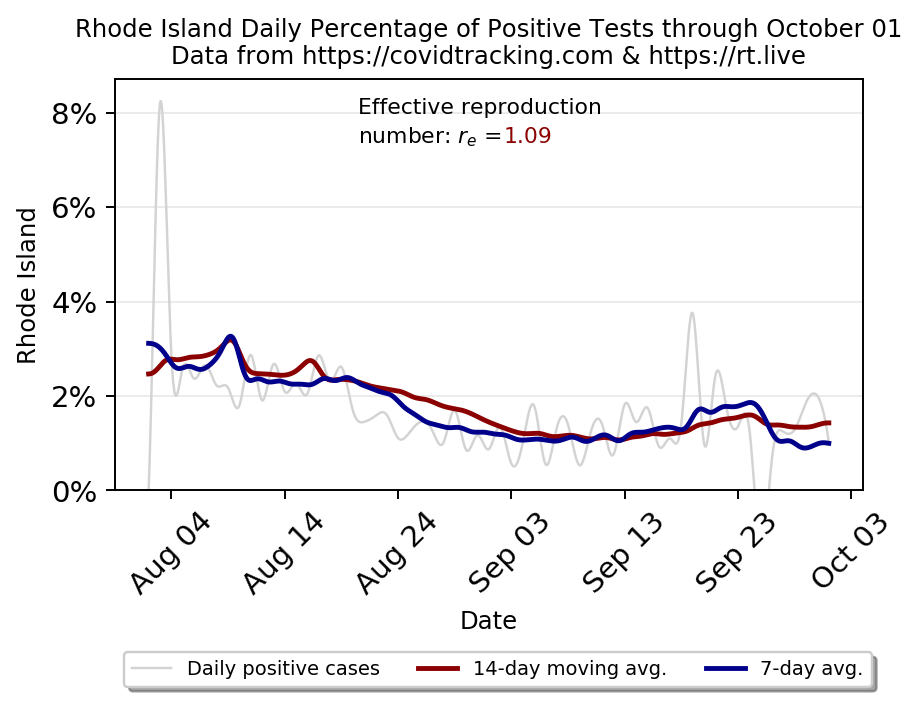 Rhode Island Daily Percentage of Positive Tests through October 01
Data from https://covidtracking.com & https://rt.live
Effective reproduction
number: rₑ =1.09
8%
6%
4%
2%
0%
Rhode Island
Aug 04
Aug 14
Aug 24
Sep 03
Sep 13
Sep 23
Oct 03
Date
Daily positive cases
14-day moving avg.
7-day avg.